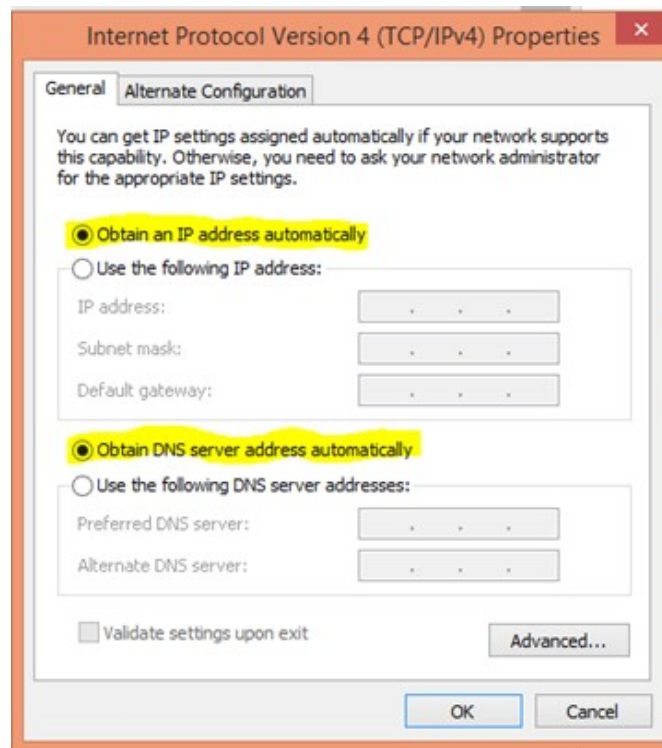 Internet Protocol Version 4 (TCP/IPv4) Properties
General
Alternate Configuration
You can get IP settings assigned automatically if your network supports
this capability. Otherwise, you need to ask your network administrator
for the appropriate IP settings.
Obtain an IP address automatically
Use the following IP address:
IP address:
Subnet mask:
Default gateway:
Obtain DNS server address automatically
Use the following DNS server addresses:
Preferred DNS server:
Alternate DNS server:
Validate settings upon exit
Advanced...
OK
Cancel